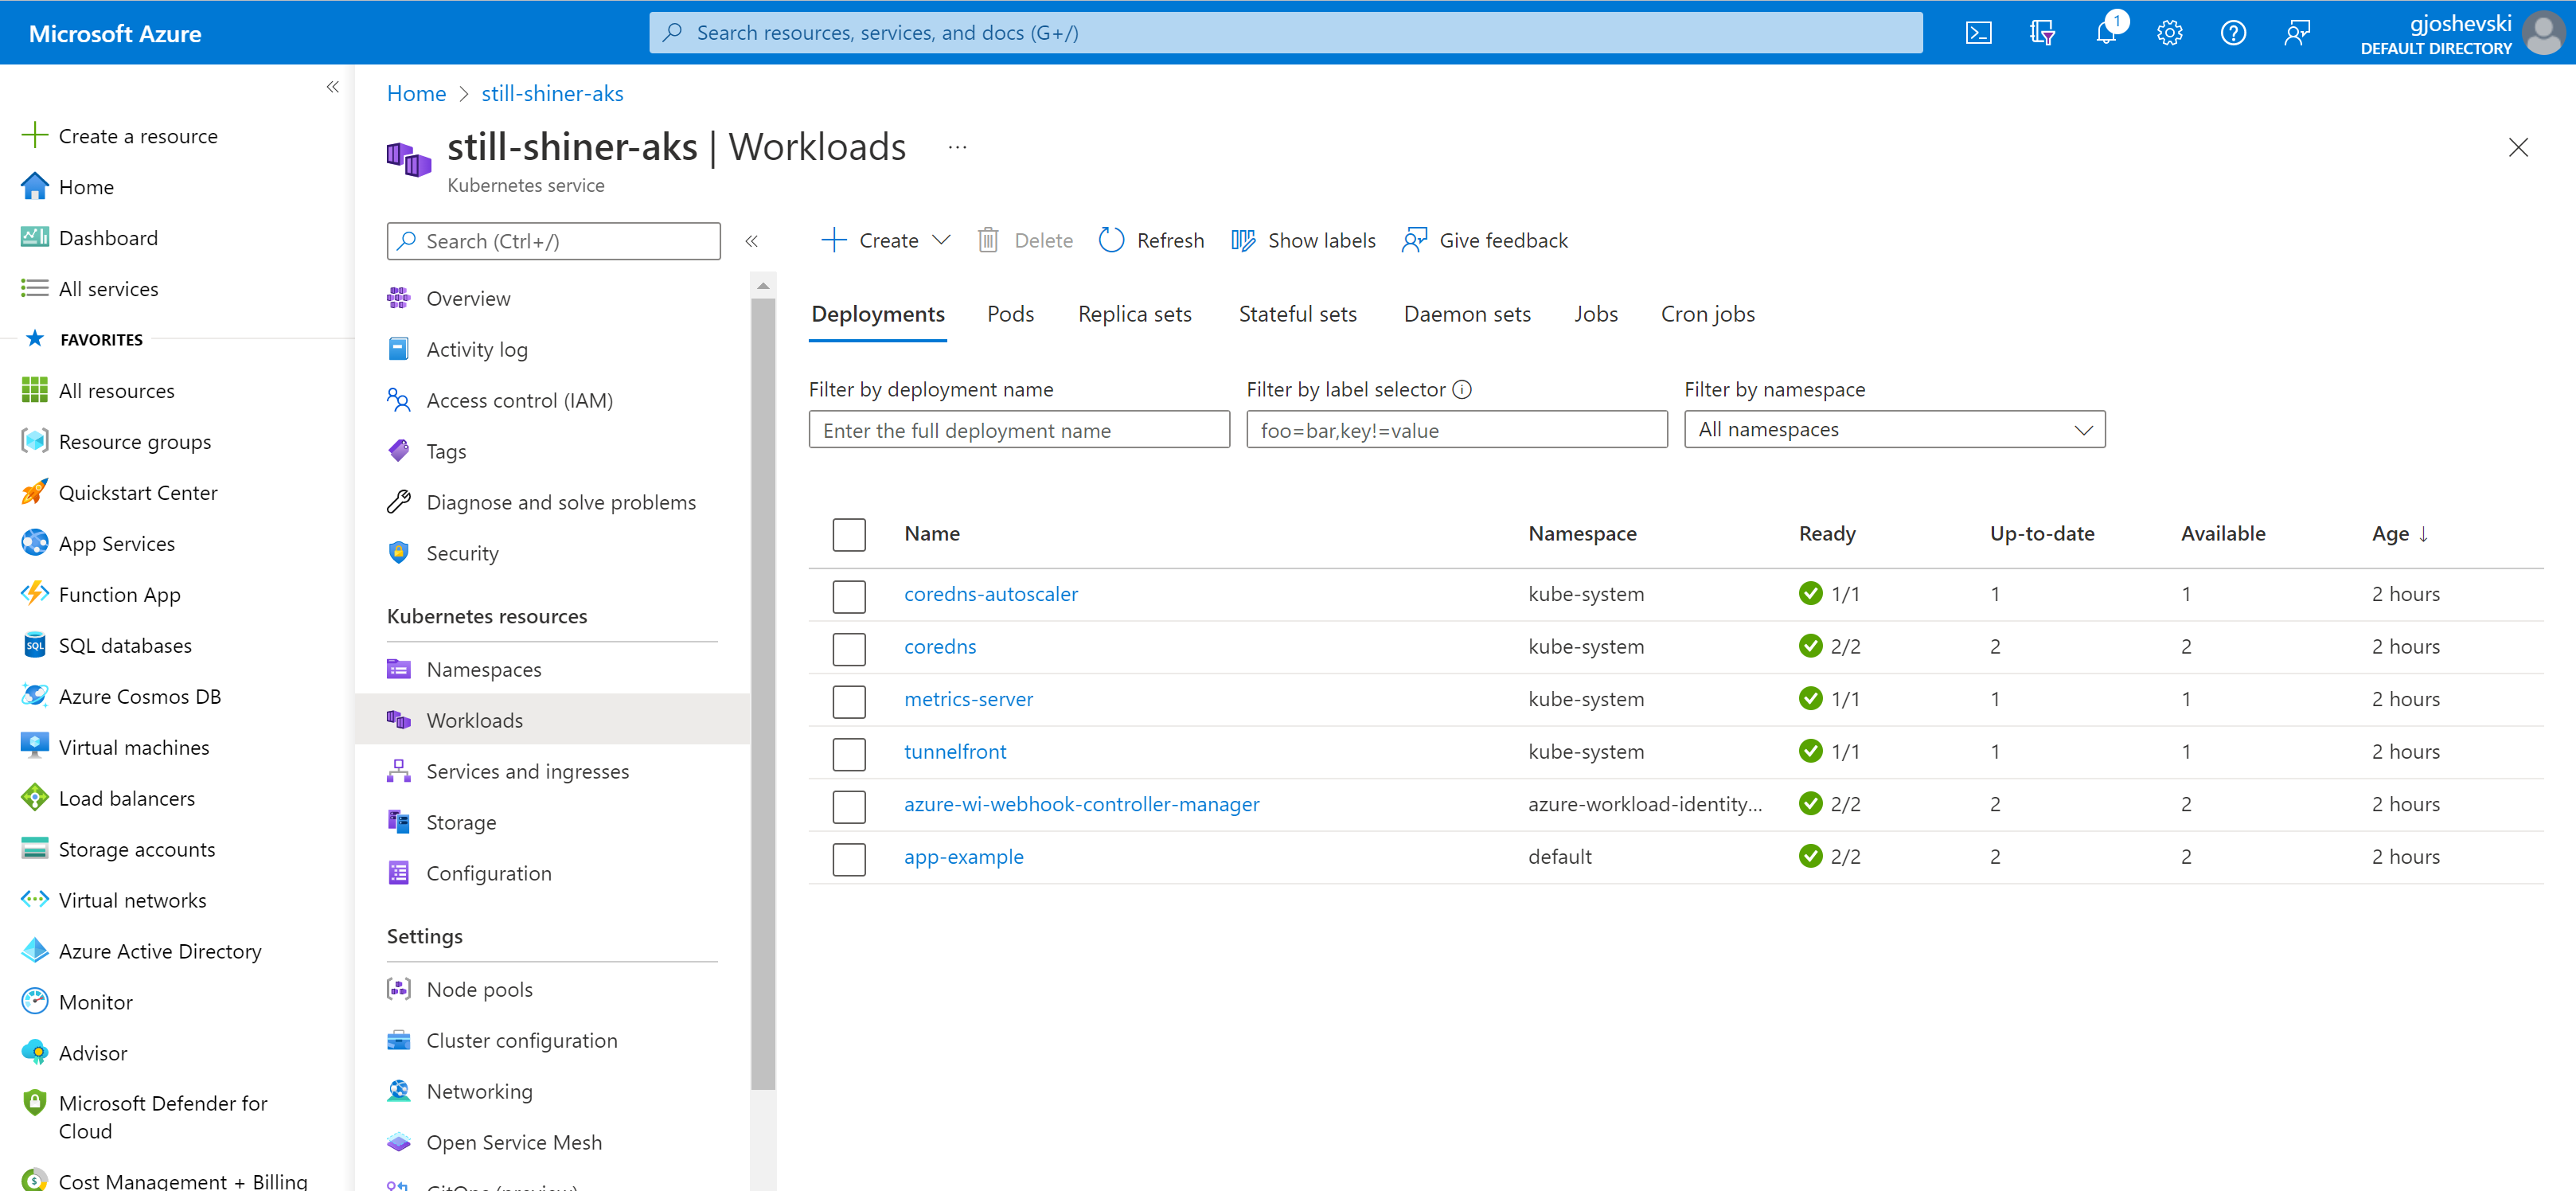 Microsoft Azure
Search resources, services, and docs (G+/)
1
gjoshevski
DEFAULT DIRECTORY
Create a resource
Home
Dashboard
All services
FAVORITES
All resources
Resource groups
Quickstart Center
App Services
Function App
SQL databases
Azure Cosmos DB
Virtual machines
Load balancers
Storage accounts
Virtual networks
Azure Active Directory
Monitor
Advisor
Microsoft Defender for
Cloud
Cost Management + Billing
Home > still-shiner-aks
still-shiner-aks | Workloads ...
Kubernetes service
Search (Ctrl+/)
Overview
Activity log
Access control (IAM)
Tags
Diagnose and solve problems
Security
Kubernetes resources
Namespaces
Workloads
Services and ingresses
Storage
Configuration
Settings
Node pools
Cluster configuration
Networking
Open Service Mesh
GitOps (preview)
Create Delete Refresh Show labels Give feedback
Deployments Pods Replica sets Stateful sets Daemon sets Jobs Cron jobs
Filter by deployment name Filter by label selector Filter by namespace
Enter the full deployment name foo=bar,key!=value All namespaces
Name Namespace Ready Up-to-date Available Age ↓
coredns-autoscaler kube-system 1/1 1 1 2 hours
coredns kube-system 2/2 2 2 2 hours
metrics-server kube-system 1/1 1 1 2 hours
tunnelfront kube-system 1/1 1 1 2 hours
azure-wi-webhook-controller-manager azure-workload-identity... 2/2 2 2 2 hours
app-example default 2/2 2 2 2 hours